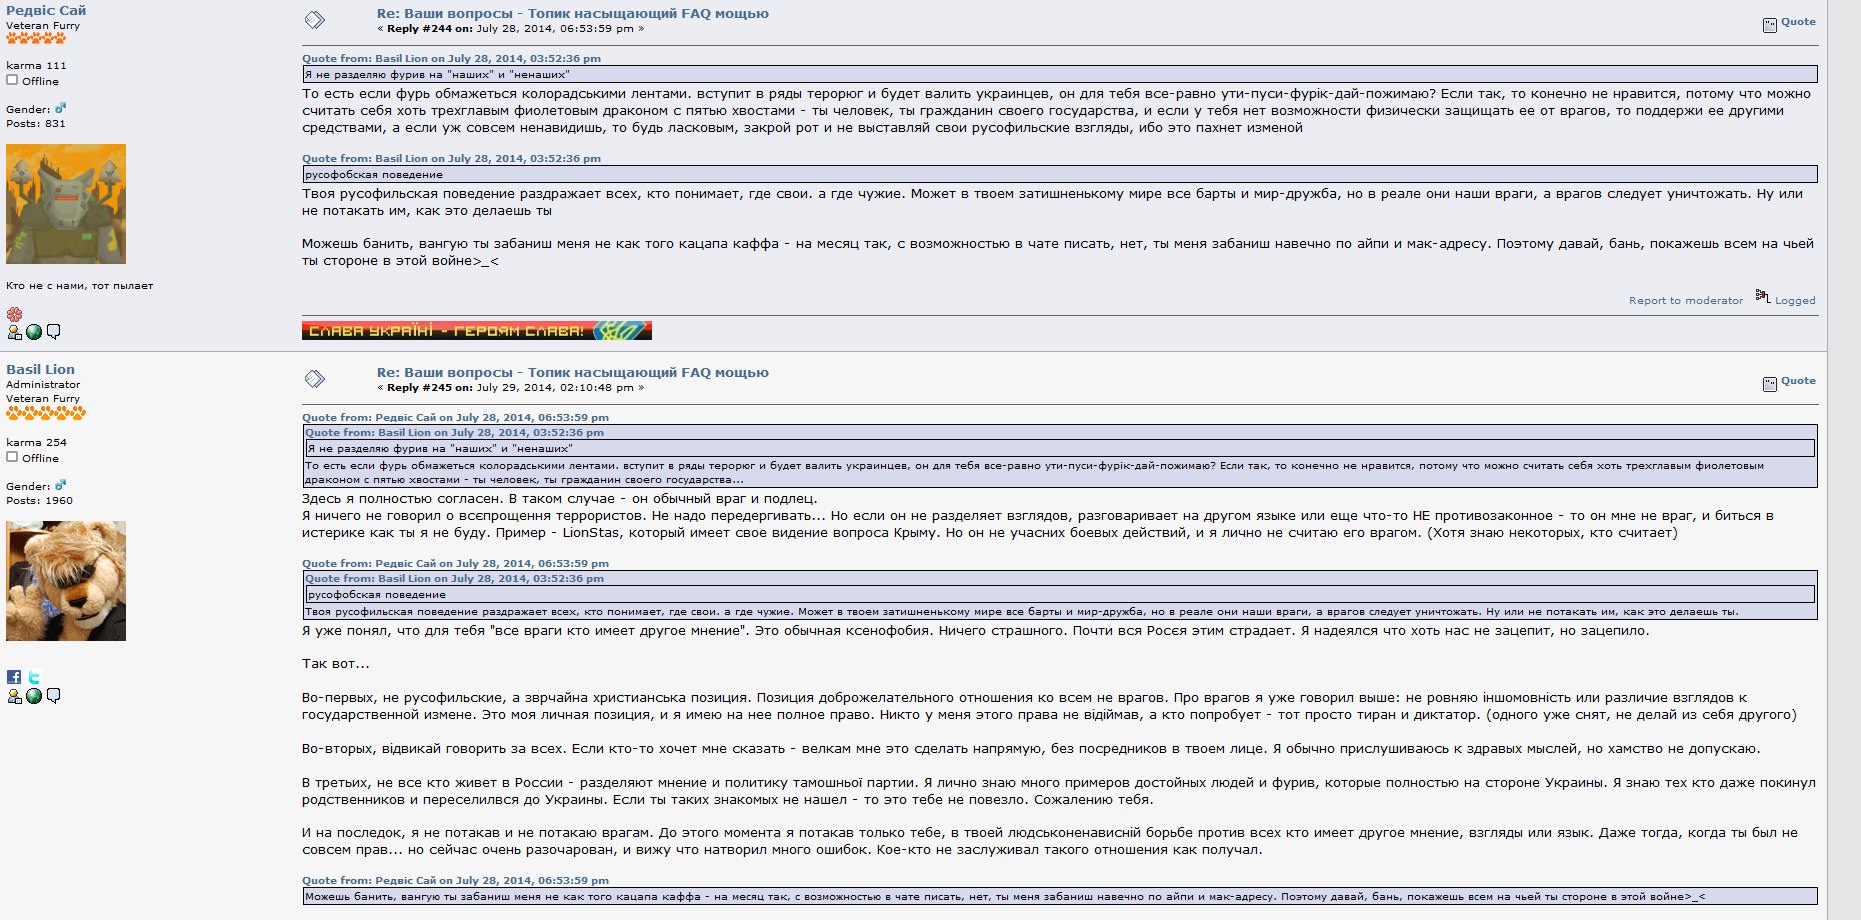 Редвіс Сай
Veteran Furry
karma 111
Offline
Gender:
Posts: 831
Кто не с нами, тот пылает
Re: Ваши вопросы - Топик насыщающий FAQ мощью
« Reply #244 on: July 28, 2014, 06:53:59 pm »
Quote
Quote from: Basil Lion on July 28, 2014, 03:52:36 pm
Я не разделяю фурив на "наших" и "ненаших"
То есть если фурь обмажеться колорадськими лентами. вступит в ряды терорюг и будет валить украинцев, он для тебя все-равно ути-пуси-фурік-дай-пожимаю? Если так, то конечно не нравится, потому что можно
считать себя хоть трехглавым фиолетовым драконом с пятью хвостами - ты человек, ты гражданин своего государства, и если у тебя нет возможности физически защищать ее от врагов, то поддержи ее другими
средствами, а если уж совсем ненавидишь, то будь ласковым, закрой рот и не выставляй свои русофильские взгляды, ибо это пахнет изменой
Quote from: Basil Lion on July 28, 2014, 03:52:36 pm
русофобская поведение
Твоя русофильская поведение раздражает всех, кто понимает, где свои. а где чужие. Может в твоем затишненькому мире все барты и мир-дружба, но в реале они наши враги, а врагов следует уничтожать. Ну или
не потакать им, как это делаешь ты
Можешь банить, вангую ты забаниш меня не как того кацапа каффа - на месяц так, с возможностью в чате писать, нет, ты меня забаниш навечно по айпи и мак-адресу. Поэтому давай, бань, покажешь всем на чьей
ты стороне в этой войне>_<
Report to moderator Logged
СЛАВА УКРАЇНІ - ГЕРОЯМ СЛАВА!
Basil Lion
Administrator
Veteran Furry
karma 254
Offline
Gender:
Posts: 1960
Re: Ваши вопросы - Топик насыщающий FAQ мощью
« Reply #245 on: July 29, 2014, 02:10:48 pm »
Quote
Quote from: Редвіс Сай on July 28, 2014, 06:53:59 pm
Quote from: Basil Lion on July 28, 2014, 03:52:36 pm
Я не разделяю фурив на "наших" и "ненаших"
То есть если фурь обмажеться колорадськими лентами. вступит в ряды терорюг и будет валить украинцев, он для тебя все-равно ути-пуси-фурік-дай-пожимаю? Если так, то конечно не нравится, потому что можно считать себя хоть трехглавым фиолетовым
драконом с пятью хвостами - ты человек, ты гражданин своего государства...
Здесь я полностью согласен. В таком случае - он обычный враг и подлец.
Я ничего не говорил о всєпрощення террористов. Не надо передергивать... Но если он не разделяет взглядов, разговаривает на другом языке или еще что-то НЕ противозаконное - то он мне не враг, и биться в
истерике как ты я не буду. Пример - LionStas, который имеет свое видение вопроса Крыму. Но он не учасних боевых действий, и я лично не считаю его врагом. (Хотя знаю некоторых, кто считает)
Quote from: Редвіс Сай on July 28, 2014, 06:53:59 pm
Quote from: Basil Lion on July 28, 2014, 03:52:36 pm
русофобская поведение
Твоя русофильская поведение раздражает всех, кто понимает, где свои. а где чужие. Может в твоем затишненькому мире все барты и мир-дружба, но в реале они наши враги, а врагов следует уничтожать. Ну или не потакать им, как это делаешь ты.
Я уже понял, что для тебя "все враги кто имеет другое мнение". Это обычная ксенофобия. Ничего страшного. Почти вся Росєя этим страдает. Я надеялся что хоть нас не зацепит, но зацепило.
Так вот...
Во-первых, не русофильские, а зврчайна християнська позиция. Позиция доброжелательного отношения ко всем не врагов. Про врагов я уже говорил выше: не ровняю іншомовність или различие взглядов к
государственной измене. Это моя личная позиция, и я имею на нее полное право. Никто у меня этого права не відіймав, а кто попробует - тот просто тиран и диктатор. (одного уже снят, не делай из себя другого)
Во-вторых, відвикай говорить за всех. Если кто-то хочет мне сказать - велкам мне это сделать напрямую, без посредников в твоем лице. Я обычно прислушиваюсь к здравых мыслей, но хамство не допускаю.
В третьих, не все кто живет в России - разделяют мнение и политику тамошньої партии. Я лично знаю много примеров достойных людей и фурив, которые полностью на стороне Украины. Я знаю тех кто даже покинул
родственников и переселился до Украины. Если ты таких знакомых не нашел - то это тебе не повезло. Сожалению тебя.
И на последок, я не потакав и не потакаю врагам. До этого момента я потакав только тебе, в твоей людськоненависній борьбе против всех кто имеет другое мнение, взгляды или язык. Даже тогда, когда ты был не
совсем прав... но сейчас очень разочарован, и вижу что натворил много ошибок. Кое-кто не заслуживал такого отношения как получал.
Quote from: Редвіс Сай on July 28, 2014, 06:53:59 pm
Можешь банить, вангую ты забаниш меня не как того кацапа каффа - на месяц так, с возможностью в чате писать, нет, ты меня забаниш навечно по айпи и мак-адресу. Поэтому давай, бань, покажешь всем на чьей ты стороне в этой войне>_<